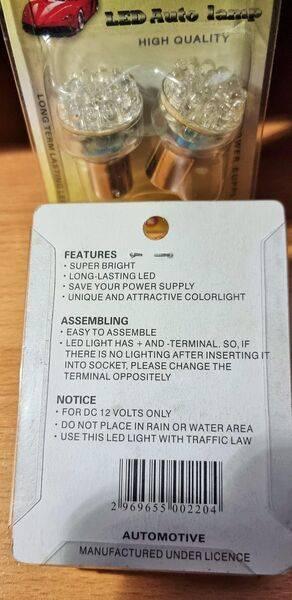 LED Auto lamp
HIGH QUALITY
LONG TERM LASTING LE
POWER SUPP
FEATURES
· SUPER BRIGHT
· LONG-LASTING LED
· SAVE YOUR POWER SUPPLY
· UNIQUE AND ATTRACTIVE COLORLIGHT
ASSEMBLING
· EASY TO ASSEMBLE
· LED LIGHT HAS + AND -TERMINAL. SO, IF
THERE IS NO LIGHTING AFTER INSERTING IT
INTO SOCKET, PLEASE CHANGE THE
TERMINAL OPPOSITELY
NOTICE
· FOR DC 12 VOLTS ONLY
· DO NOT PLACE IN RAIN OR WATER AREA
· USE THIS LED LIGHT WITH TRAFFIC LAW
2 969655 002204
AUTOMOTIVE
MANUFACTURED UNDER LICENCE